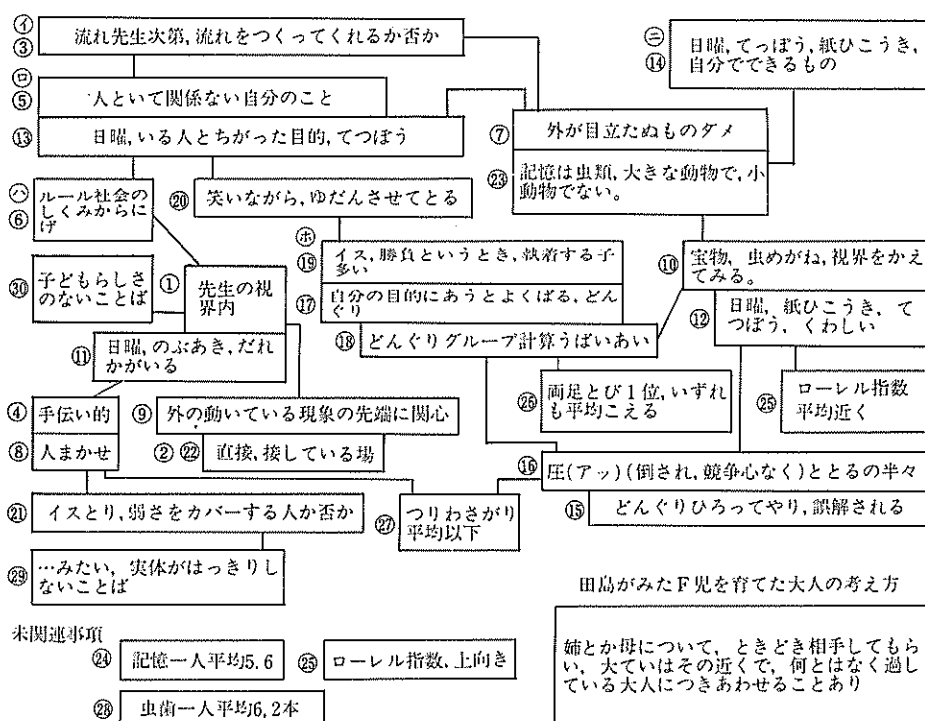 ㋑
③ 流れ先生次第,流れをつくってくれるか否か
㋥
⑭ 日曜,てっぽう,紙ひこうき,
自分でできるもの
㋺
⑤ 人といて関係ない自分のこと
⑬ 日曜,いる人とちがった目的,てつぽう
⑦ 外が目立たぬものダメ
㉓ 記憶は虫類,大きな動物で,小
動物でない。
㋩
⑥ ルール社会の
しくみからに
げ
⑳ 笑いながら,ゆだんさせてとる
㋭
⑲ イス,勝負というとき,執着する子
多い
⑰ 自分の目的にあうとよくばる,どん
ぐり
⑱ どんぐりグループ計算うばいあい
⑩ 宝物,虫めがね,視界をかえ
てみる。
⑫ 日曜,紙ひこうき,て
つぽう,くわしい
㉚ 子どもらしさ
のないことば
① 先生の視
界内
⑪ 日曜,のぶあき,だれ
かがいる
④ 手伝い的
⑧ 人まかせ
⑨ 外の動いている現象の先端に関心
② ㉒ 直接,接している場
㉖ 両足とび1位,いずれ
も平均こえる
㉕ ローレル指数
平均近く
⑯ 圧(アッ)(倒され,競争心なく)ととるの半々
⑮ どんぐりひろってやり,誤解される
㉑ イスとり,弱さをカバーする人か否か
㉗ つりわさがり
平均以下
㉙ …みたい,実体がはっきりし
ないことば
未関連事項
㉔ 記憶一人平均5.6
㉕ ローレル指数,上向き
㉘ 虫歯一人平均6,2本
田島がみたF児を育てた大人の考え方
姉とか母について,ときどき相手してもら
い,大ていはその近くで,何とはなく過し
ている大人につきあわせることあり